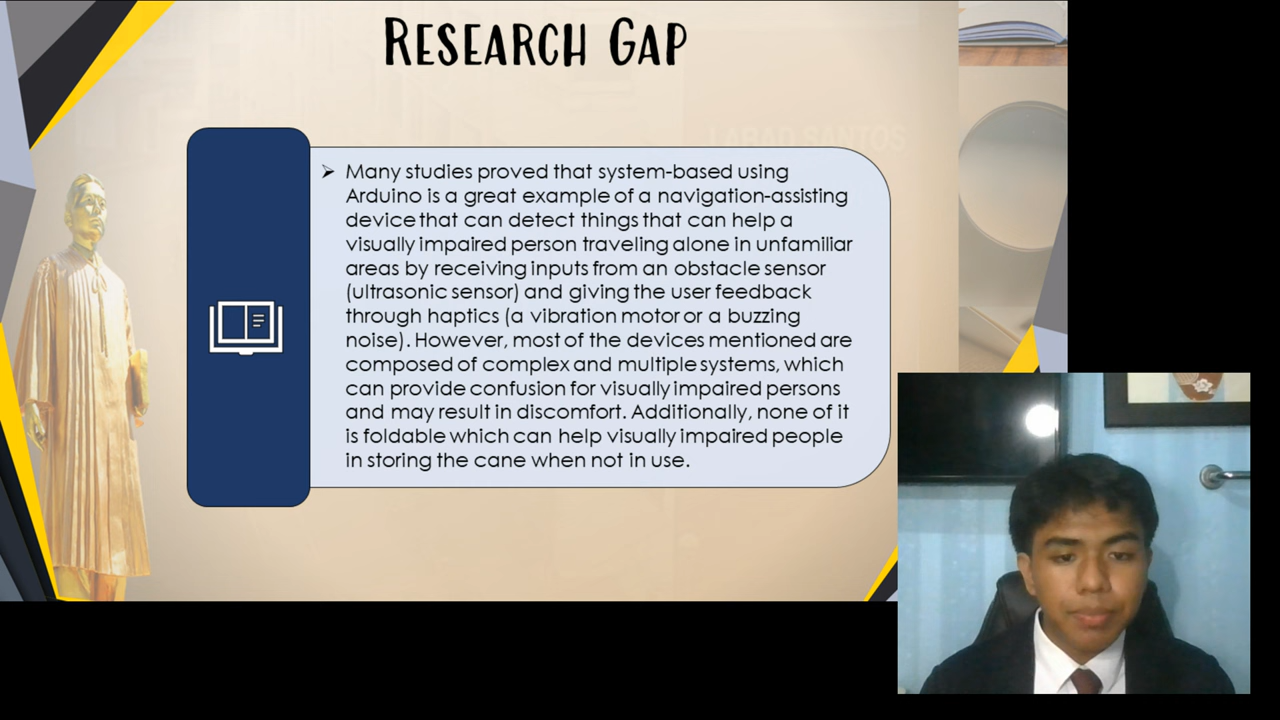 RESEARCH GAP
LABAD SANTOS
➢ Many studies proved that system-based using
Arduino is a great example of a navigation-assisting
device that can detect things that can help a
visually impaired person traveling alone in unfamiliar
areas by receiving inputs from an obstacle sensor
(ultrasonic sensor) and giving the user feedback
through haptics (a vibration motor or a buzzing
noise). However, most of the devices mentioned are
composed of complex and multiple systems, which
can provide confusion for visually impaired persons
and may result in discomfort. Additionally, none of it
is foldable which can help visually impaired people
in storing the cane when not in use.